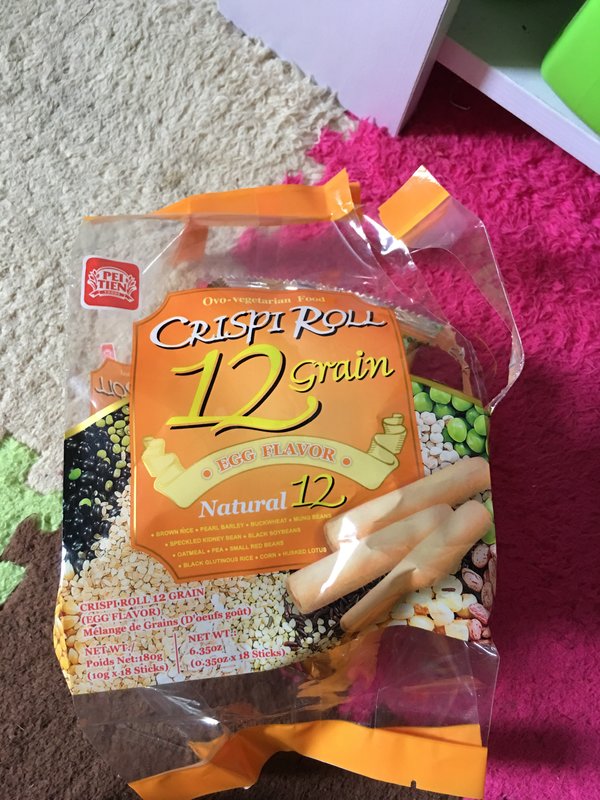 PEI
TIEN
Ovo-vegetarian Food
CRISPI ROLL
12 Grain
• EGG FLAVOR •
Natural 12
• BROWN RICE • PEARL BARLEY • BUCKWHEAT • MUNG BEANS
• SPECKLED KIDNEY BEAN • BLACK SOYBEANS
• OATMEAL • PEA • SMALL RED BEANS
• BLACK GLUTINOUS RICE • CORN • HUSKED LOTUS
CRISPI ROLL 12 GRAIN
(EGG FLAVOR)
Mélange de Grains (D'oeufs goût)
NET WT.:
Poids Net:180g
(10g x 18 Sticks)
NET WT.:
6.35oz
(0.35oz x 18 Sticks)